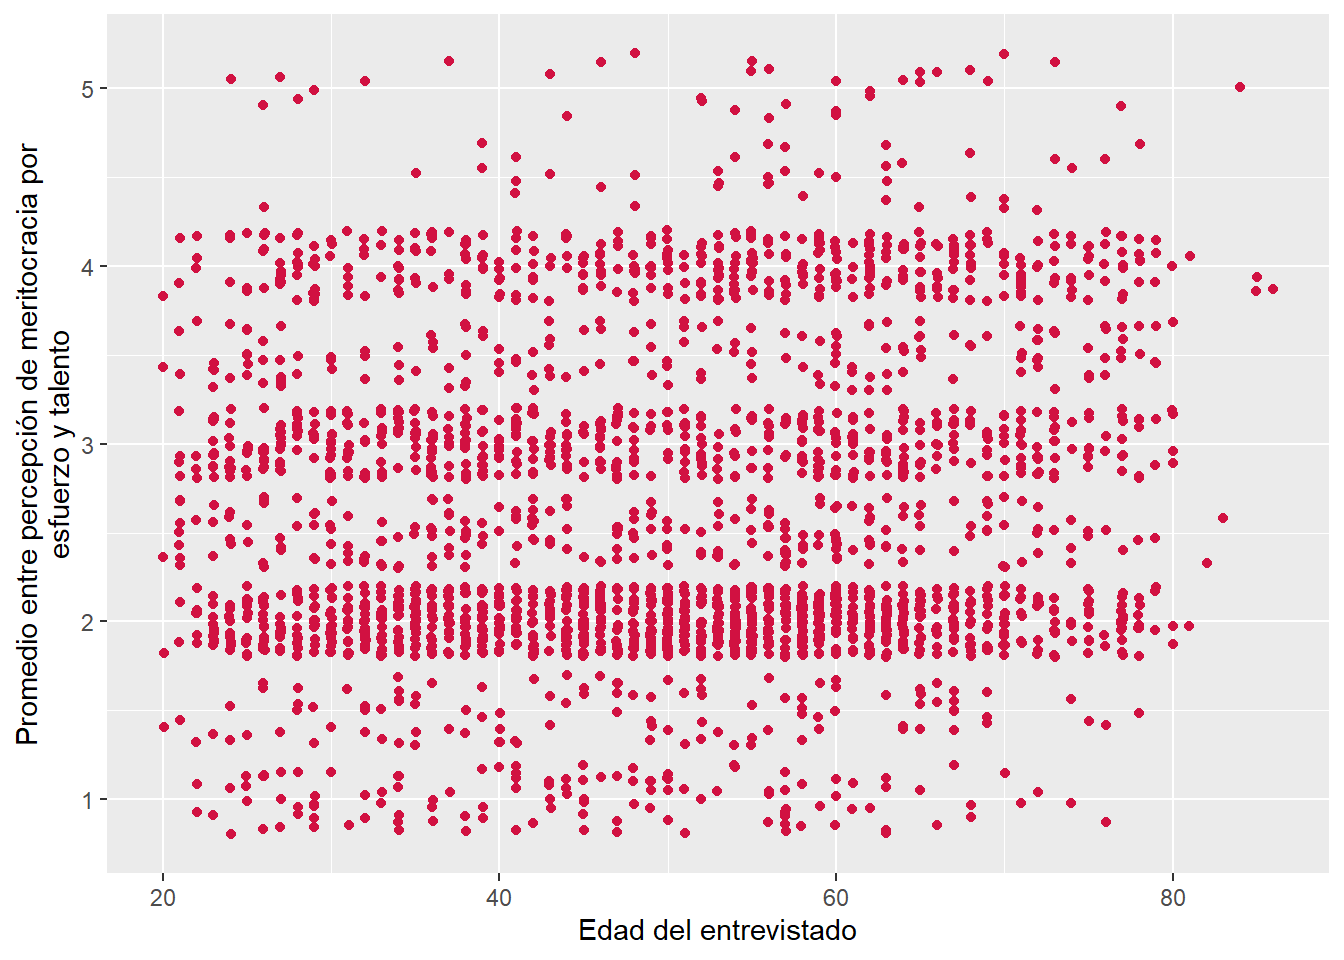 Promedio entre percepción de meritocracia por
esfuerzo y talento
5
4
3
2
1
20 40 60 80
Edad del entrevistado